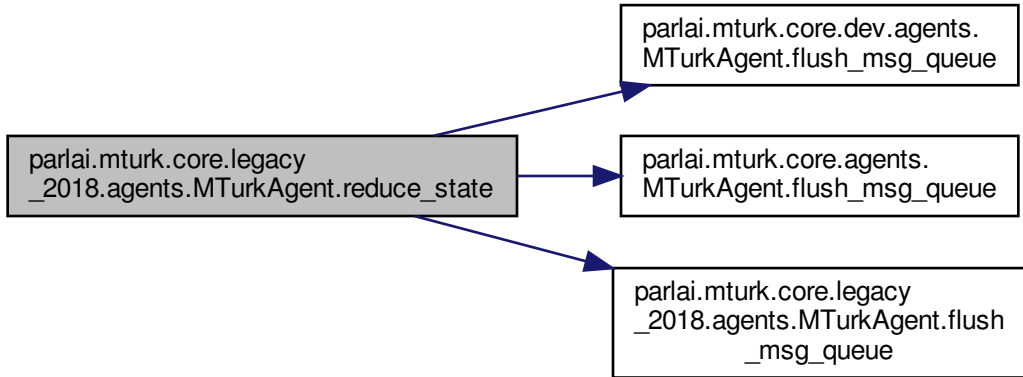 parlai.mturk.core.dev.agents.
MTurkAgent.flush_msg_queue
parlai.mturk.core.legacy
_2018.agents.MTurkAgent.reduce_state
parlai.mturk.core.agents.
MTurkAgent.flush_msg_queue
parlai.mturk.core.legacy
_2018.agents.MTurkAgent.flush
_msg_queue